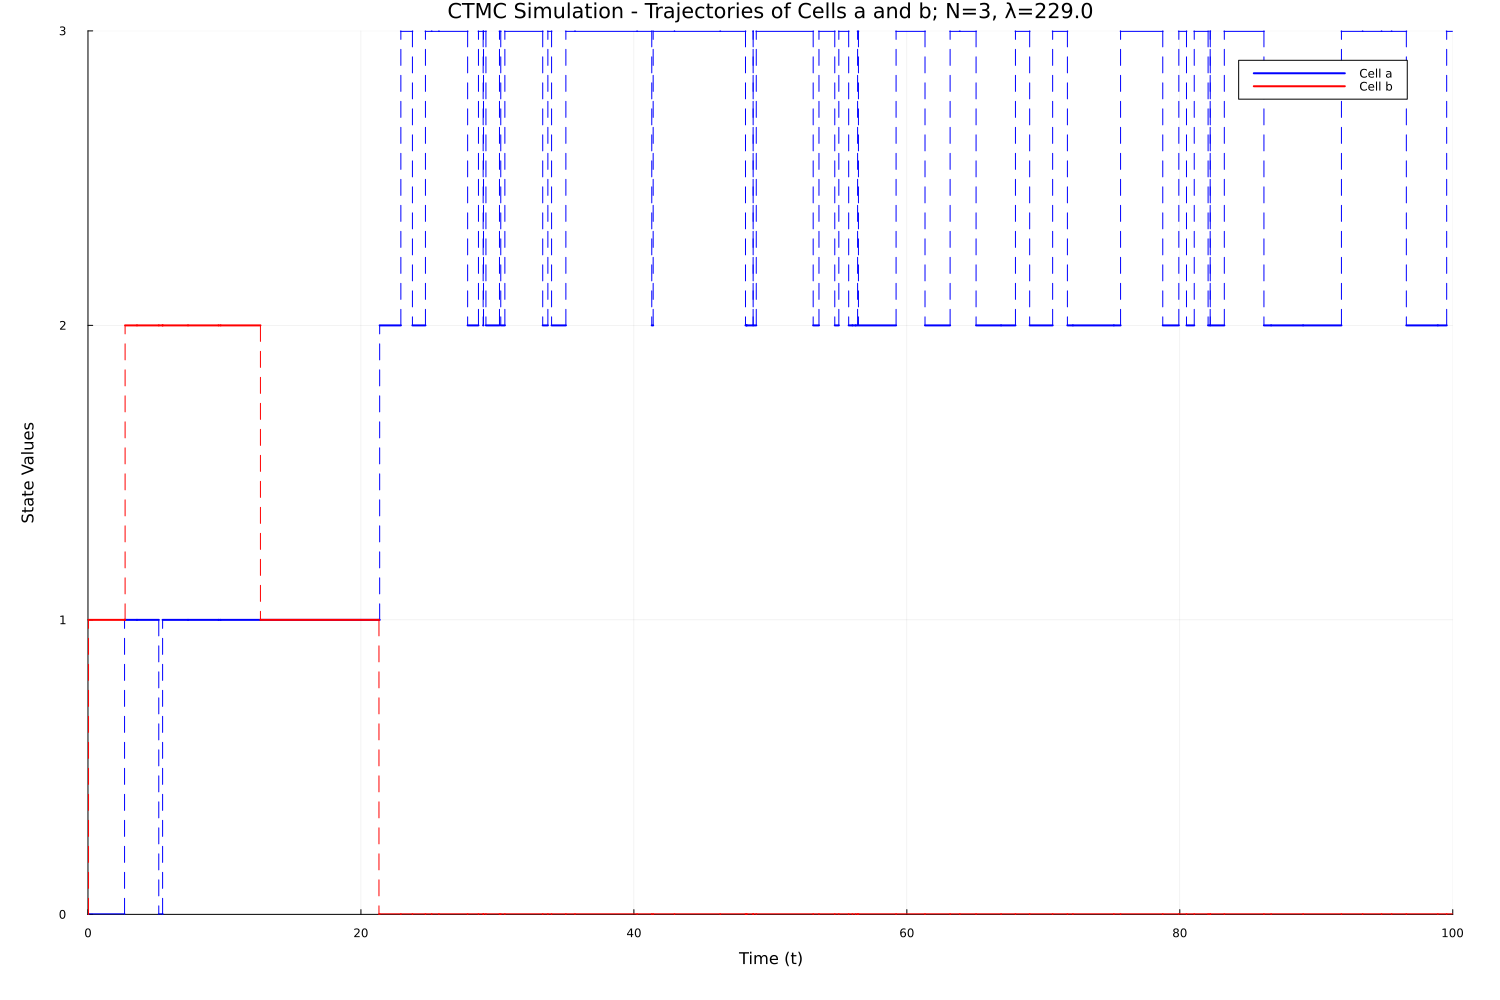 CTMC Simulation - Trajectories of Cells a and b; N=3, λ=229.0
3
Cell a
Cell b
2
State Values
1
0
0 20 40 60 80 100
Time (t)